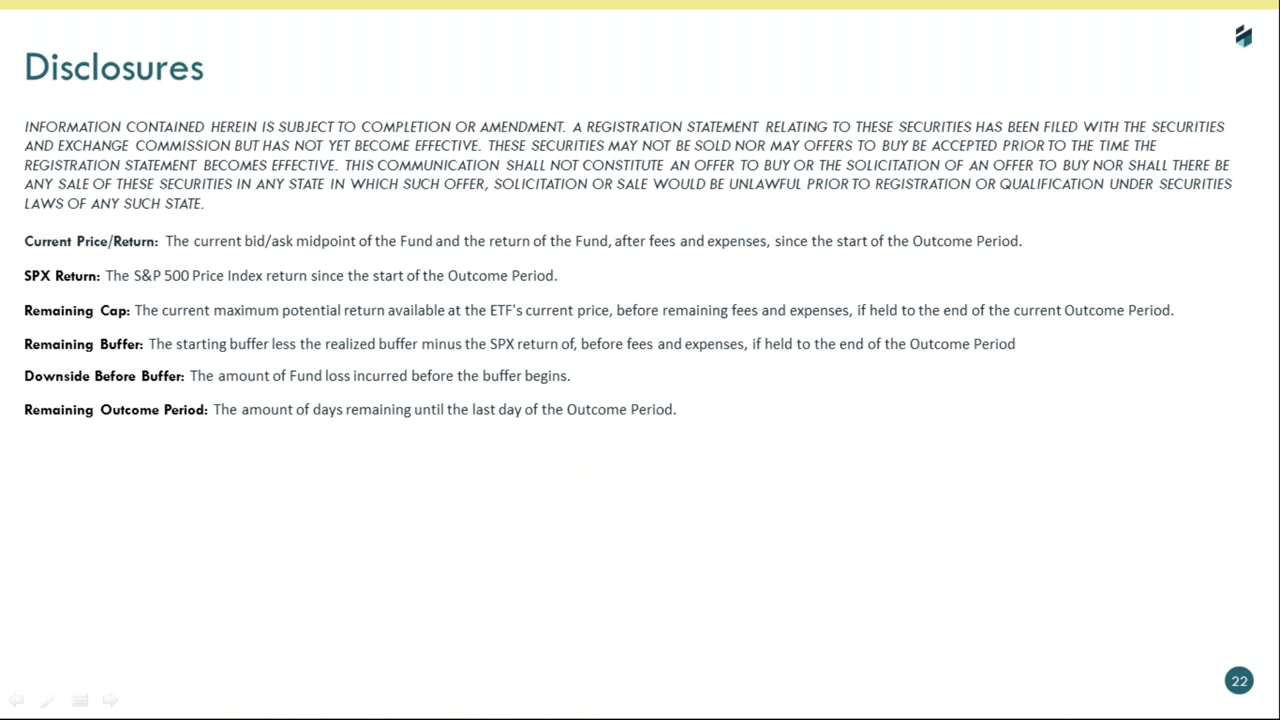 Disclosures
INFORMATION CONTAINED HEREIN IS SUBJECT TO COMPLETION OR AMENDMENT. A REGISTRATION STATEMENT RELATING TO THESE SECURITIES HAS BEEN FILED WITH THE SECURITIES
AND EXCHANGE COMMISSION BUT HAS NOT YET BECOME EFFECTIVE. THESE SECURITIES MAY NOT BE SOLD NOR MAY OFFERS TO BUY BE ACCEPTED PRIOR TO THE TIME THE
REGISTRATION STATEMENT BECOMES EFFECTIVE. THIS COMMUNICATION SHALL NOT CONSTITUTE AN OFFER TO BUY OR THE SOLICITATION OF AN OFFER TO BUY NOR SHALL THERE BE
ANY SALE OF THESE SECURITIES IN ANY STATE IN WHICH SUCH OFFER, SOLICITATION OR SALE WOULD BE UNLAWFUL PRIOR TO REGISTRATION OR QUALIFICATION UNDER SECURITIES
LAWS OF ANY SUCH STATE.
Current Price/Return: The current bid/ask midpoint of the Fund and the return of the Fund, after fees and expenses, since the start of the Outcome Period.
SPX Return: The S&P 500 Price Index return since the start of the Outcome Period.
Remaining Cap: The current maximum potential return available at the ETF's current price, before remaining fees and expenses, if held to the end of the current Outcome Period.
Remaining Buffer: The starting buffer less the realized buffer minus the SPX return of, before fees and expenses, if held to the end of the Outcome Period
Downside Before Buffer: The amount of Fund loss incurred before the buffer begins.
Remaining Outcome Period: The amount of days remaining until the last day of the Outcome Period.
22